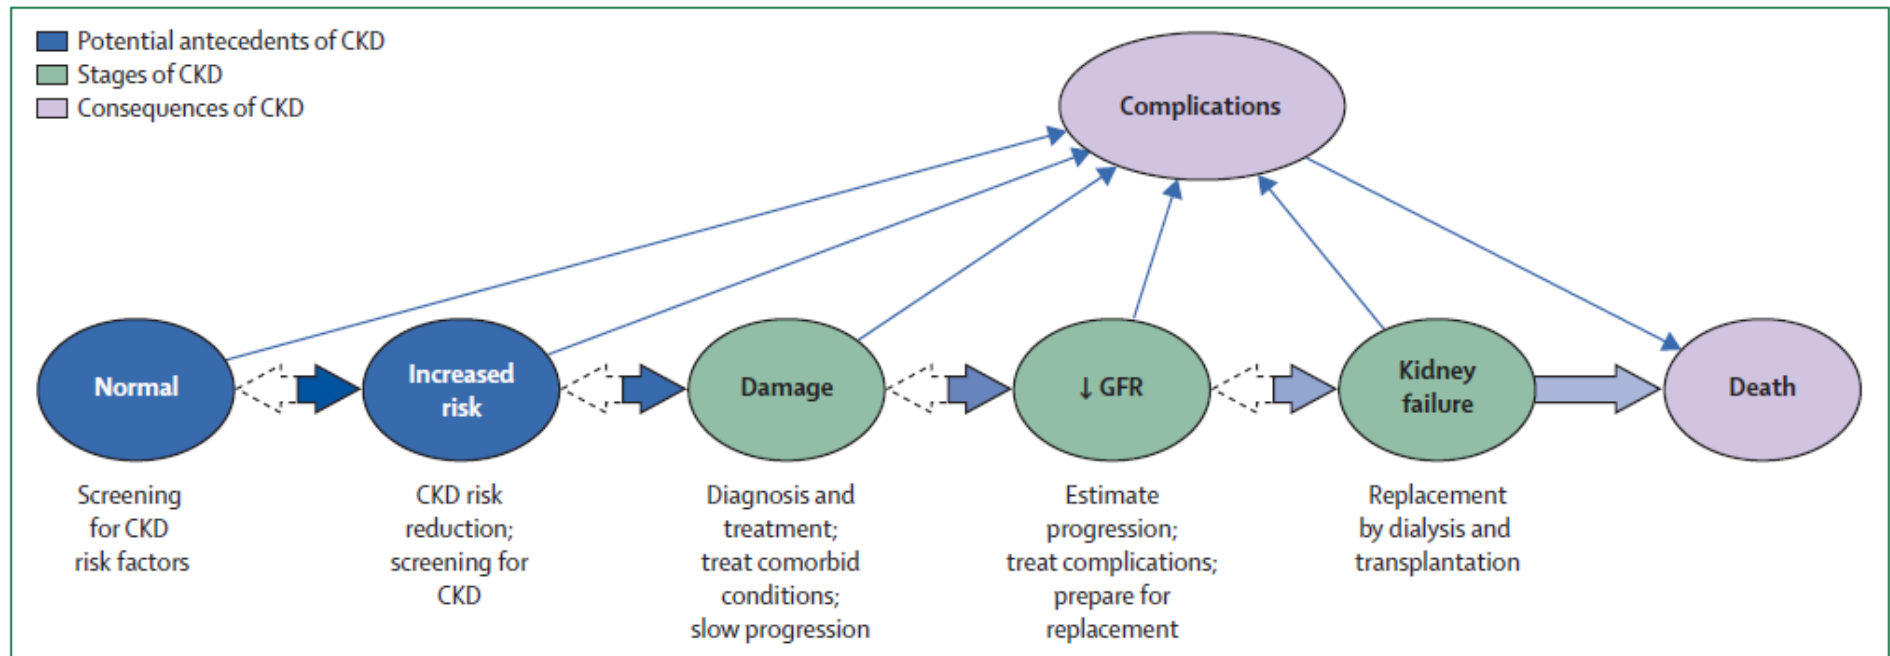 Potential antecedents of CKD
Stages of CKD
Consequences of CKD
Complications
Normal
Increased
risk
Damage
↓ GFR
Kidney
failure
Death
Screening
for CKD
risk factors
CKD risk
reduction;
screening for
CKD
Diagnosis and
treatment;
treat comorbid
conditions;
slow progression
Estimate
progression;
treat complications;
prepare for
replacement
Replacement
by dialysis and
transplantation